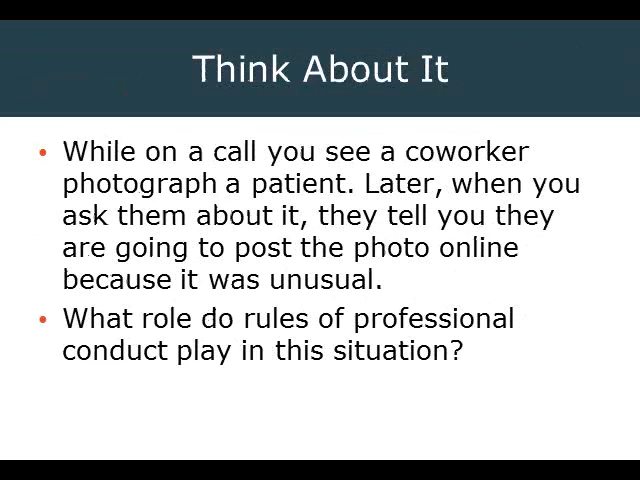 Think About It
• While on a call you see a coworker
photograph a patient. Later, when you
ask them about it, they tell you they
are going to post the photo online
because it was unusual.
• What role do rules of professional
conduct play in this situation?